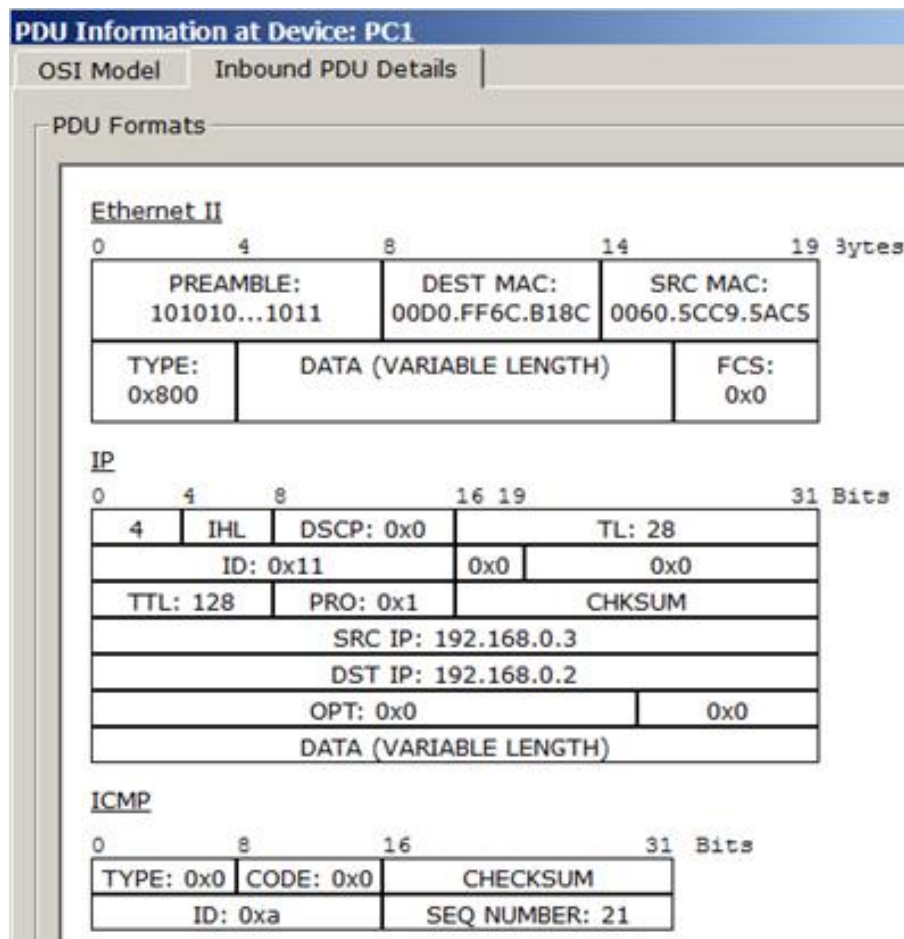 PDU Information at Device: PC1
OSI Model Inbound PDU Details
PDU Formats
Ethernet II
0 4 8 14 19 Bytes
PREAMBLE: DEST MAC: SRC MAC:
101010...1011 00D0.FF6C.B18C 0060.5CC9.5AC5
TYPE: DATA (VARIABLE LENGTH) FCS:
0x800 0x0
IP
0 4 8 16 19 31 Bits
4 IHL DSCP: 0x0 TL: 28
ID: 0x11 0x0 0x0
TTL: 128 PRO: 0x1 CHKSUM
SRC IP: 192.168.0.3
DST IP: 192.168.0.2
OPT: 0x0 0x0
DATA (VARIABLE LENGTH)
ICMP
0 8 16 31 Bits
TYPE: 0x0 CODE: 0x0 CHECKSUM
ID: 0xa SEQ NUMBER: 21